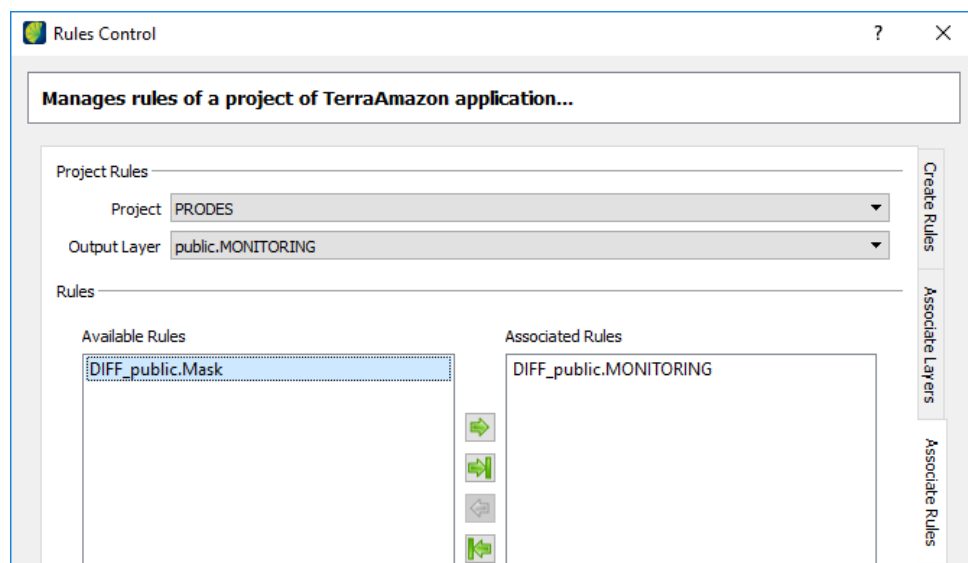 Rules Control
?
Manages rules of a project of TerraAmazon application...
Project Rules
Project PRODES
Output Layer public.MONITORING
Rules
Available Rules
DIFF_public.Mask
Associated Rules
DIFF_public.MONITORING
Create Rules
Associate Layers
Associate Rules